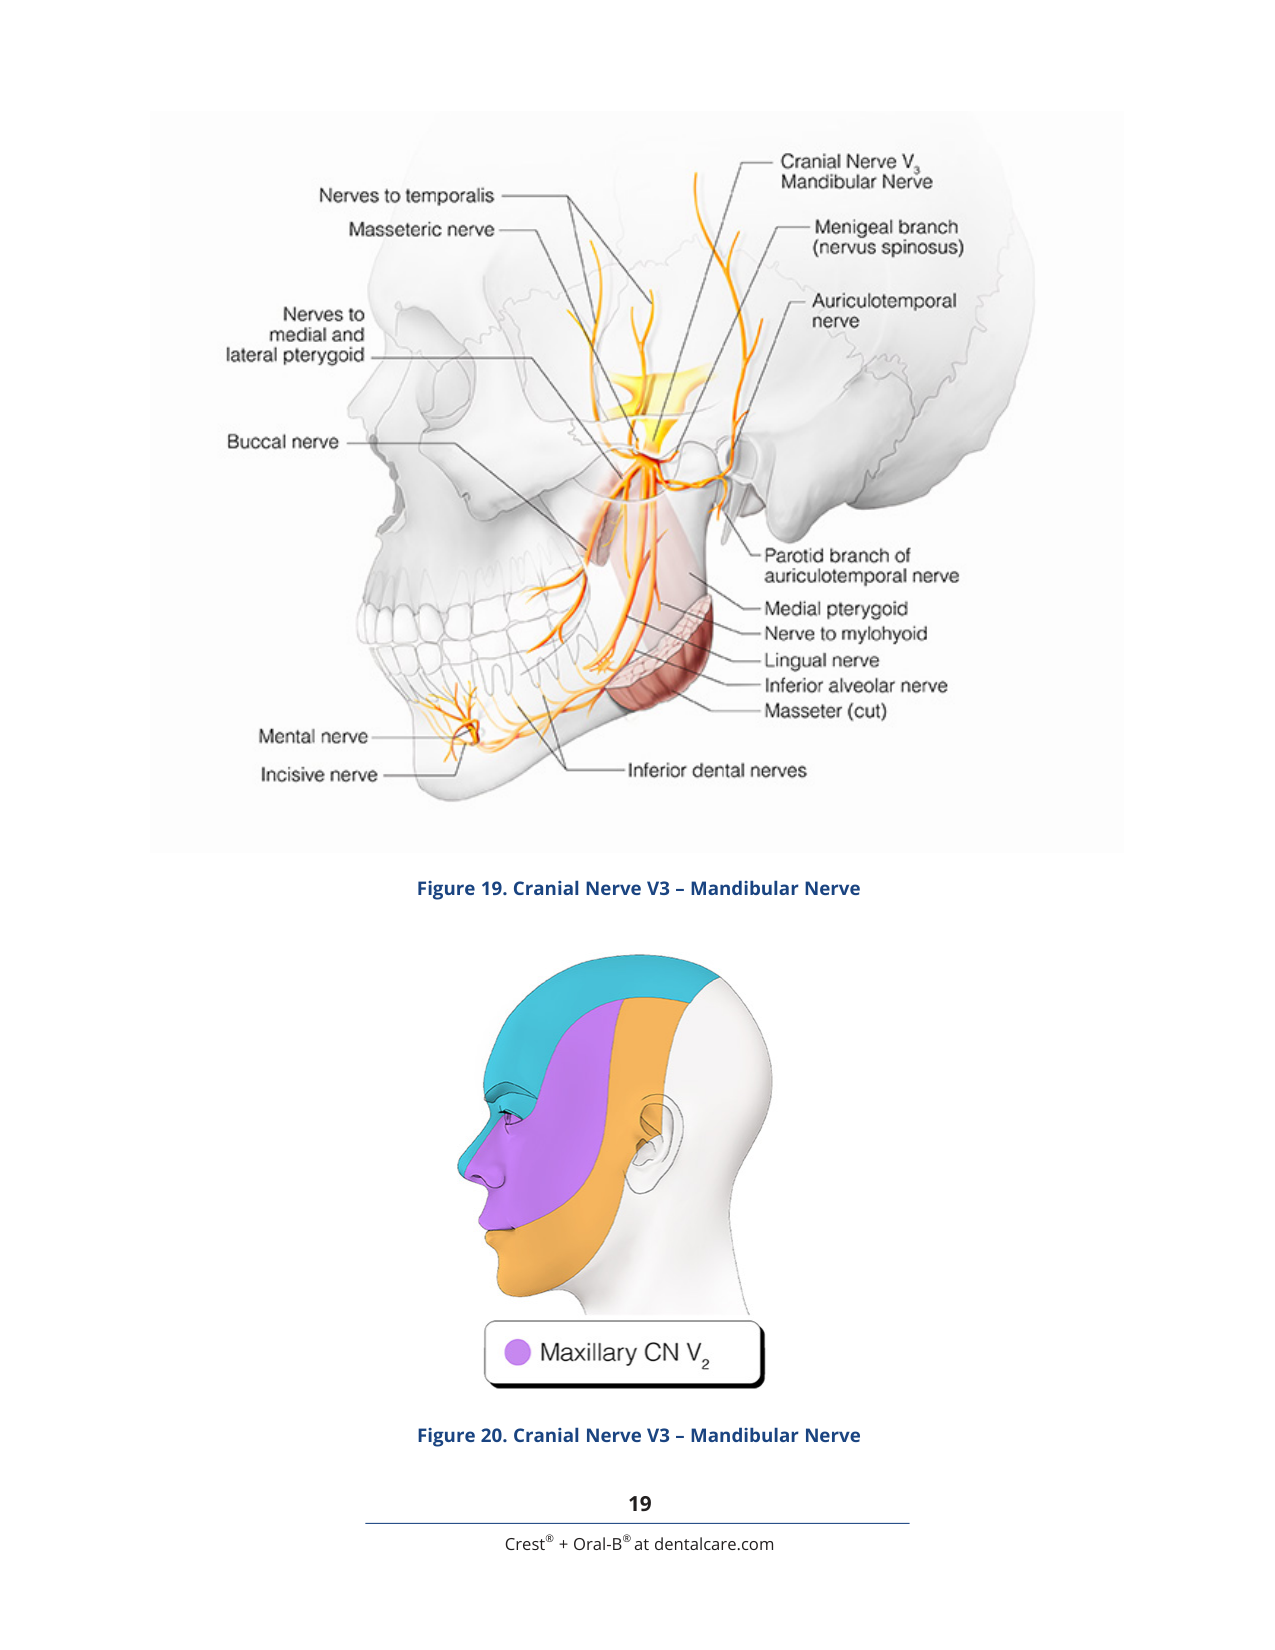 Cranial Nerve V3
Mandibular Nerve
Nerves to temporalis
Masseteric nerve
Menigeal branch
(nervus spinosus)
Auriculotemporal
nerve
Nerves to
medial and
lateral pterygoid
Buccal nerve
Parotid branch of
auriculotemporal nerve
Medial pterygoid
Nerve to mylohyoid
Lingual nerve
Inferior alveolar nerve
Masseter (cut)
Mental nerve
Incisive nerve
Inferior dental nerves
Figure 19. Cranial Nerve V3 – Mandibular Nerve
Maxillary CN V2
Figure 20. Cranial Nerve V3 – Mandibular Nerve
19
Crest® + Oral-B® at dentalcare.com